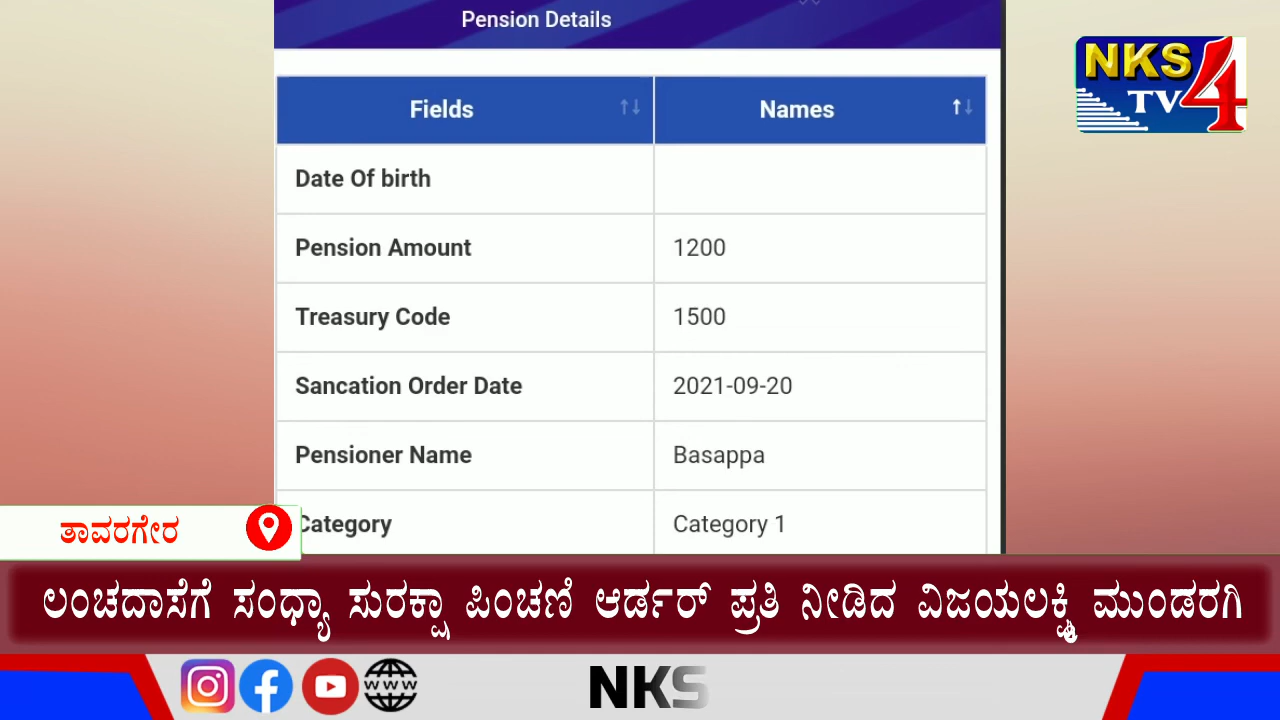 Pension Details
NKS
TV 4
Fields Names
Date Of birth
Pension Amount 1200
Treasury Code 1500
Sancation Order Date 2021-09-20
Pensioner Name Basappa
Category Category 1
ತಾವರಗೇರ
ಲಂಚದಾಸೆಗೆ ಸಂಧ್ಯಾ ಸುರಕ್ಷಾ ಪಿಂಚಣಿ ಆರ್ಡರ್ ಪ್ರತಿ ನೀಡಿದ ವಿಜಯಲಕ್ಷ್ಮಿ ಮುಂಡರಗಿ
WWW NKS